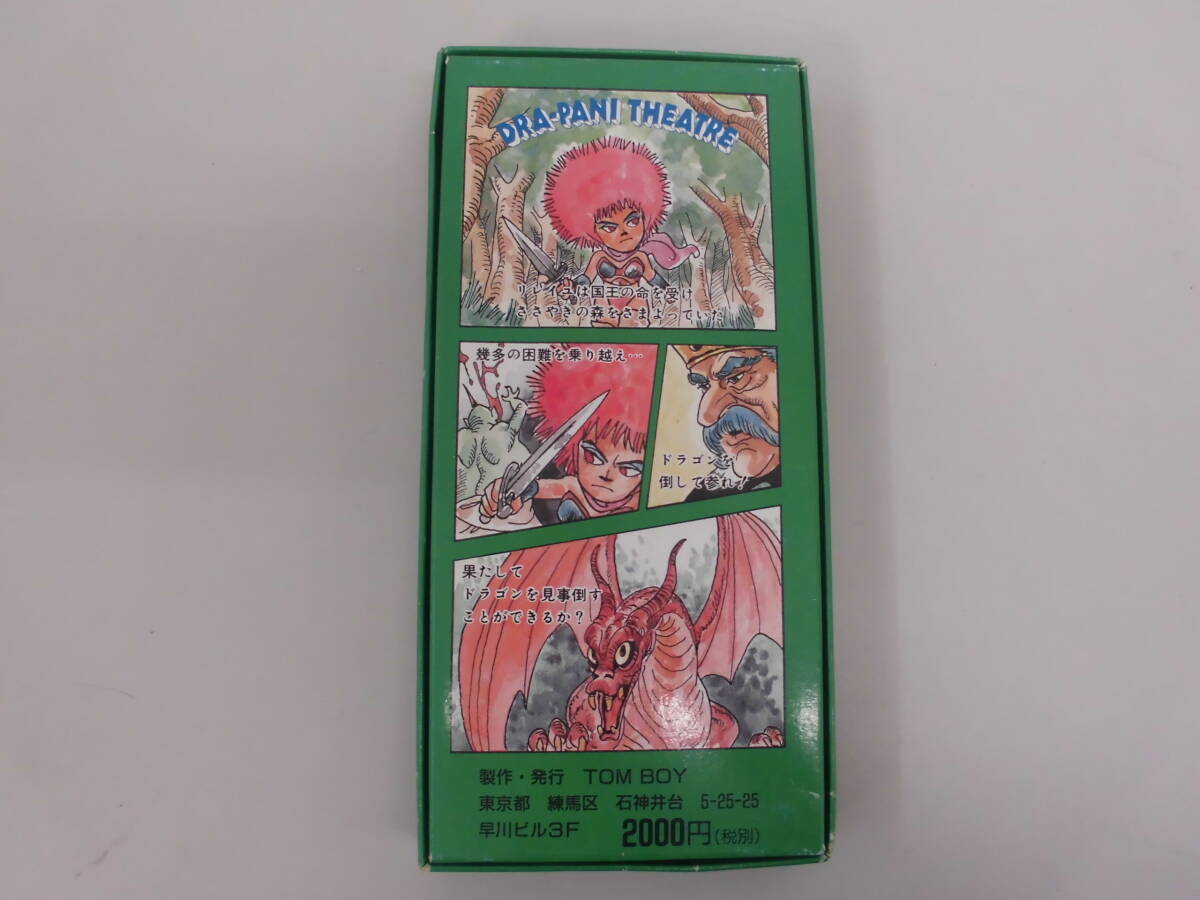 DRA-PANI THEATRE
リレイユは国王の命を受け
ささやきの森をさまよっていた
幾多の困難を乗り越え…
ドラゴンを
倒して参れ!
果たして
ドラゴンを見事倒す
ことができるか?
製作・発行 TOM BOY
東京都 練馬区 石神井台 5-25-25
早川ビル3F 2000円(税別)